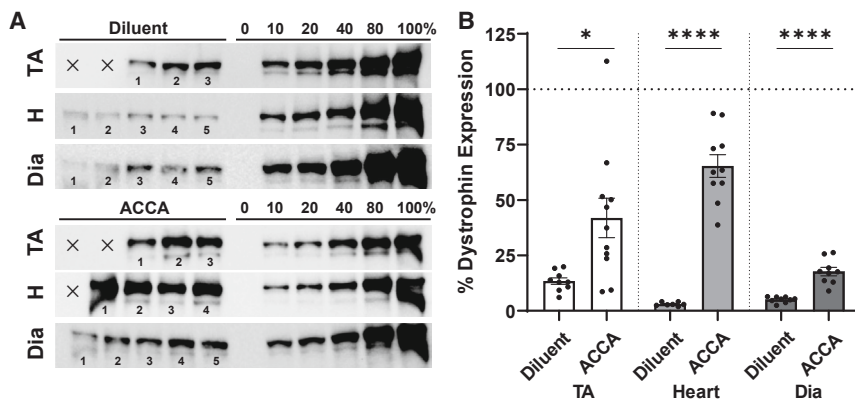 A
Diluent 0 10 20 40 80 100%
TA × × 1 2 3
H 1 2 3 4 5
Dia 1 2 3 4 5
ACCA 0 10 20 40 80 100%
TA × × 1 2 3
H × 1 2 3 4
Dia 1 2 3 4 5
B
% Dystrophin Expression
125
100
75
50
25
0
* **** ****
Diluent ACCA Diluent ACCA Diluent ACCA
TA Heart Dia